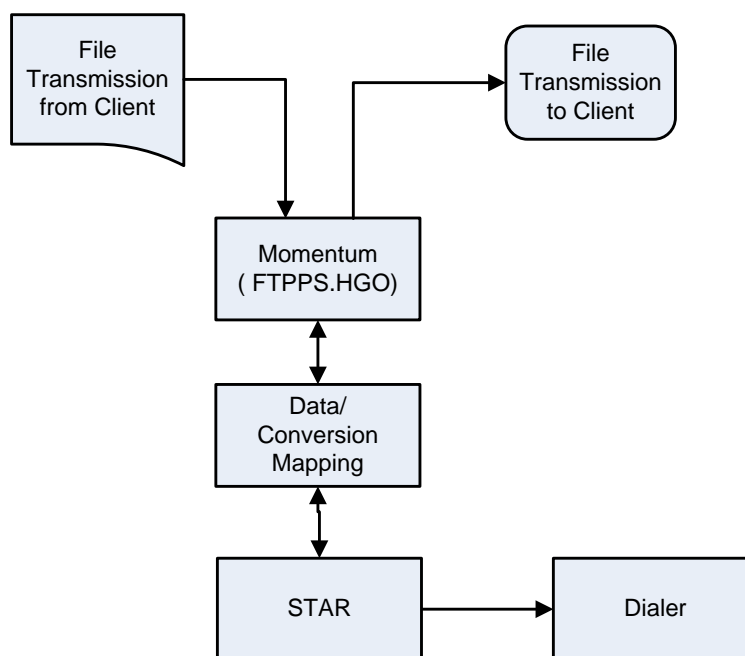 File
Transmission
from Client
File
Transmission
to Client
Momentum
( FTPPS.HGO)
Data/
Conversion
Mapping
STAR
Dialer